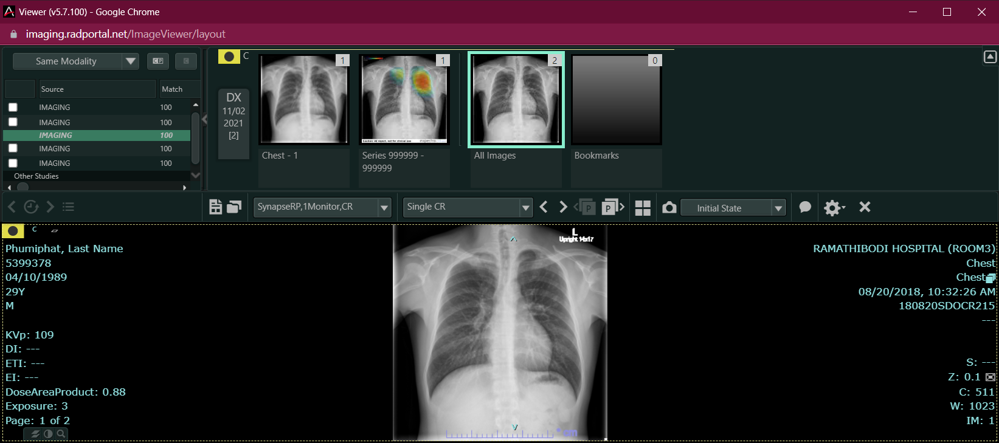 Viewer (v5.7.100) - Google Chrome
imaging.radportal.net/ImageViewer/layout
Same Modality
CP
C
Source
Match
IMAGING 100
IMAGING 100
IMAGING 100
IMAGING 100
IMAGING 100
Other Studies
C
DX
11/02
2021
[2]
1
Chest - 1
1
Series 999999 -
999999
2
All Images
0
Bookmarks
SynapseRP,1Monitor,CR
Single CR
P
P
Initial State
C
Phumiphat, Last Name
5399378
04/10/1989
29Y
M
KVp: 109
DI: ---
ETI: ---
EI: ---
DoseAreaProduct: 0.88
Exposure: 3
Page: 1 of 2
L
Upright 14x17
cm
RAMATHIBODI HOSPITAL (ROOM3)
Chest
Chest
08/20/2018, 10:32:26 AM
180820SDOCR215
---
S: ---
Z: 0.1
C: 511
W: 1023
IM: 1